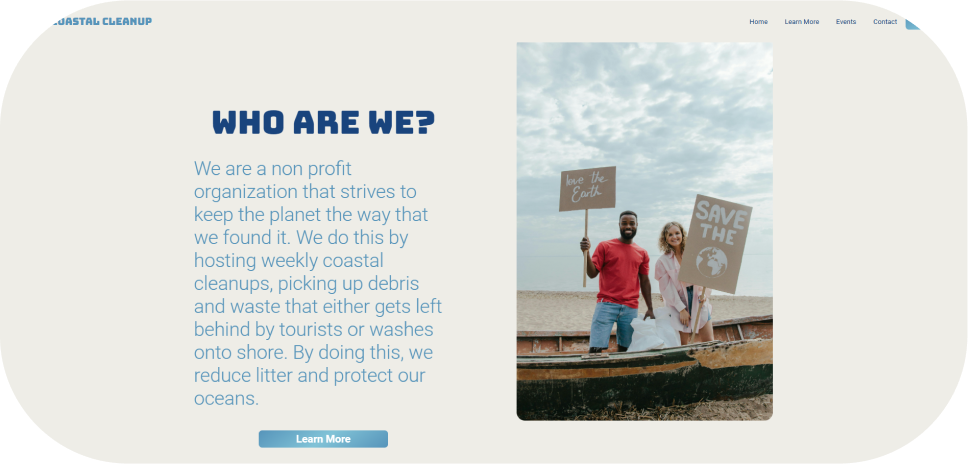 COASTAL CLEANUP
Home Learn More Events Contact
WHO ARE WE?
We are a non profit
organization that strives to
keep the planet the way that
we found it. We do this by
hosting weekly coastal
cleanups, picking up debris
and waste that either gets left
behind by tourists or washes
onto shore. By doing this, we
reduce litter and protect our
oceans.
Learn More
love the
Earth
SAVE
THE